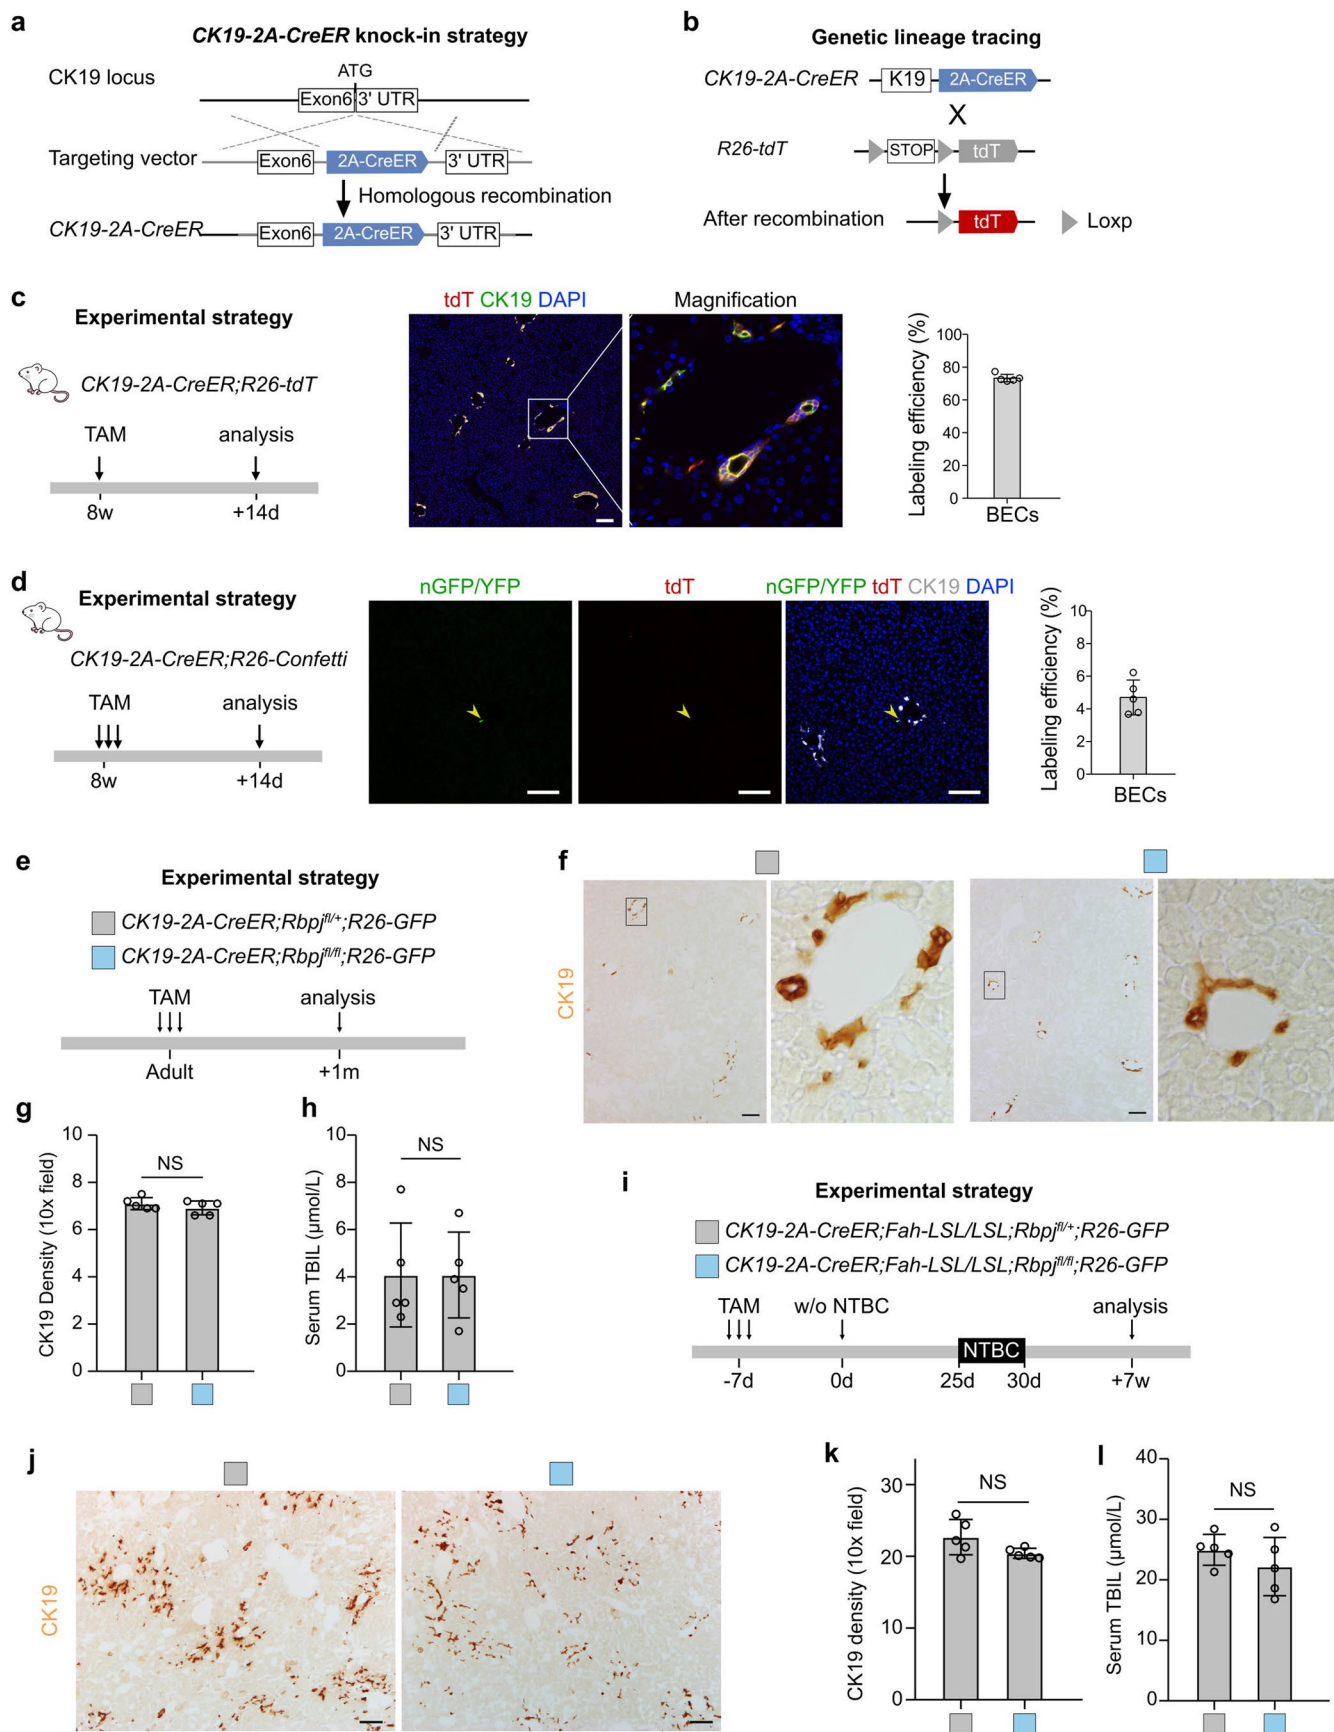 a
CK19-2A-CreER knock-in strategy
CK19 locus
ATG
Exon6 3' UTR
Targeting vector
Exon6 2A-CreER 3' UTR
Homologous recombination
CK19-2A-CreER
Exon6 2A-CreER 3' UTR
b
Genetic lineage tracing
CK19-2A-CreER
K19 2A-CreER
X
R26-tdT
STOP tdT
After recombination
tdT
Loxp
c
Experimental strategy
CK19-2A-CreER;R26-tdT
TAM analysis
8w +14d
tdT CK19 DAPI
Magnification
Labeling efficiency (%)
100
80
60
40
20
0
BECs
d
Experimental strategy
CK19-2A-CreER;R26-Confetti
TAM analysis
8w +14d
nGFP/YFP
tdT
nGFP/YFP tdT CK19 DAPI
Labeling efficiency (%)
10
8
6
4
2
0
BECs
e
Experimental strategy
CK19-2A-CreER;Rbpjfl/+;R26-GFP
CK19-2A-CreER;Rbpjfl/fl;R26-GFP
TAM analysis
Adult +1m
f
CK19
g
CK19 Density (10x field)
10
8
6
4
2
0
NS
h
Serum TBIL (μmol/L)
10
8
6
4
2
0
NS
i
Experimental strategy
CK19-2A-CreER;Fah-LSL/LSL;Rbpjfl/+;R26-GFP
CK19-2A-CreER;Fah-LSL/LSL;Rbpjfl/fl;R26-GFP
TAM w/o NTBC analysis
NTBC
-7d 0d 25d 30d +7w
j
CK19
k
CK19 density (10x field)
30
20
10
0
NS
l
Serum TBIL (μmol/L)
40
30
20
10
0
NS